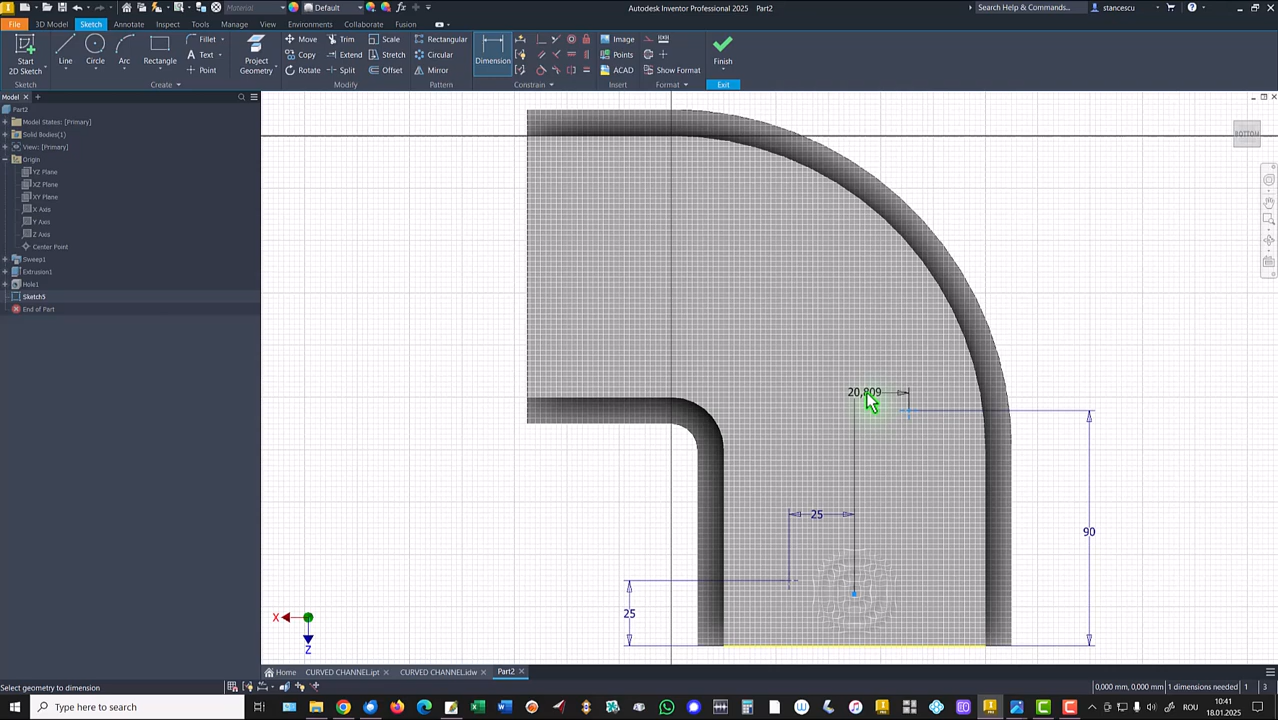 Material
Default
Autodesk Inventor Professional 2025 Part2
Search Help & Commands...
stancescu
File
3D Model
Sketch
Annotate
Inspect
Tools
Manage
View
Environments
Collaborate
Fusion
Start
2D Sketch
Line
Circle
Arc
Rectangle
Fillet
Text
Point
Project
Geometry
Move
Copy
Rotate
Trim
Extend
Split
Scale
Stretch
Offset
Rectangular
Circular
Mirror
Dimension
Image
Points
ACAD
Show Format
Finish
Sketch
Create
Modify
Pattern
Constrain
Insert
Format
Exit
Model
Part2
Model States: [Primary]
Solid Bodies(1)
View: [Primary]
Origin
YZ Plane
XZ Plane
XY Plane
X Axis
Y Axis
Z Axis
Center Point
Sweep1
Extrusion1
Hole1
Sketch5
End of Part
BOTTOM
20,809
25
90
25
X
Z
Home
CURVED CHANNEL.ipt
CURVED CHANNEL.idw
Part2
Select geometry to dimension
0,000 mm, 0,000 mm
1 dimensions needed
1
3
Type here to search
ROU
10:41
18.01.2025